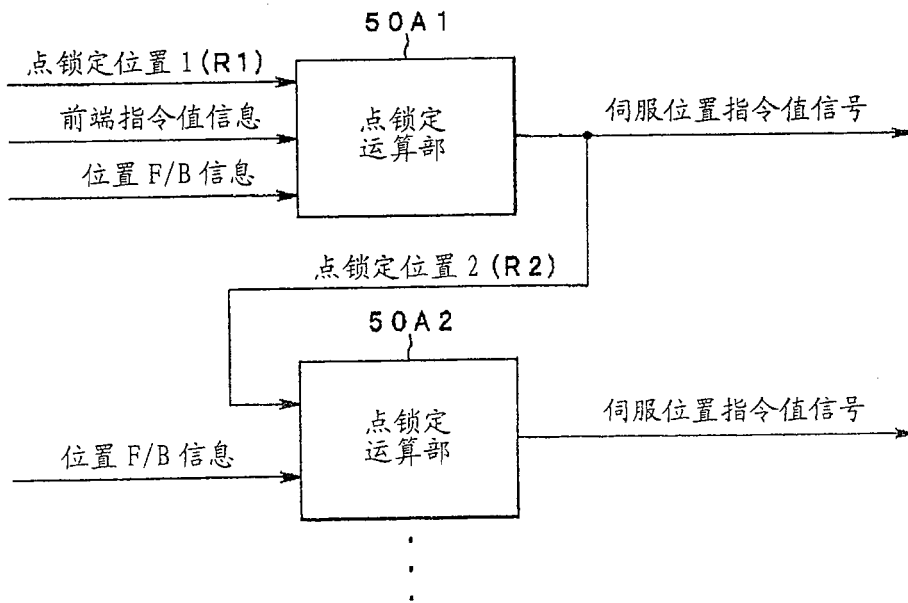 50A1
点锁定位置1(R1)
前端指令值信息
位置 F/B 信息
点锁定
运算部
伺服位置指令值信号
点锁定位置2(R2)
50A2
点锁定
运算部
位置 F/B 信息
伺服位置指令值信号